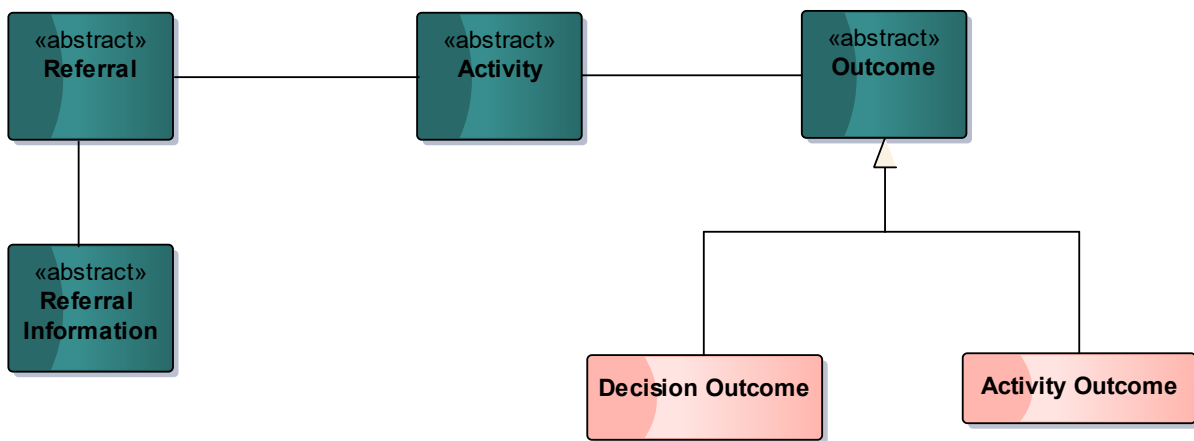 «abstract»
Referral
«abstract»
Activity
«abstract»
Outcome
«abstract»
Referral
Information
Decision Outcome
Activity Outcome